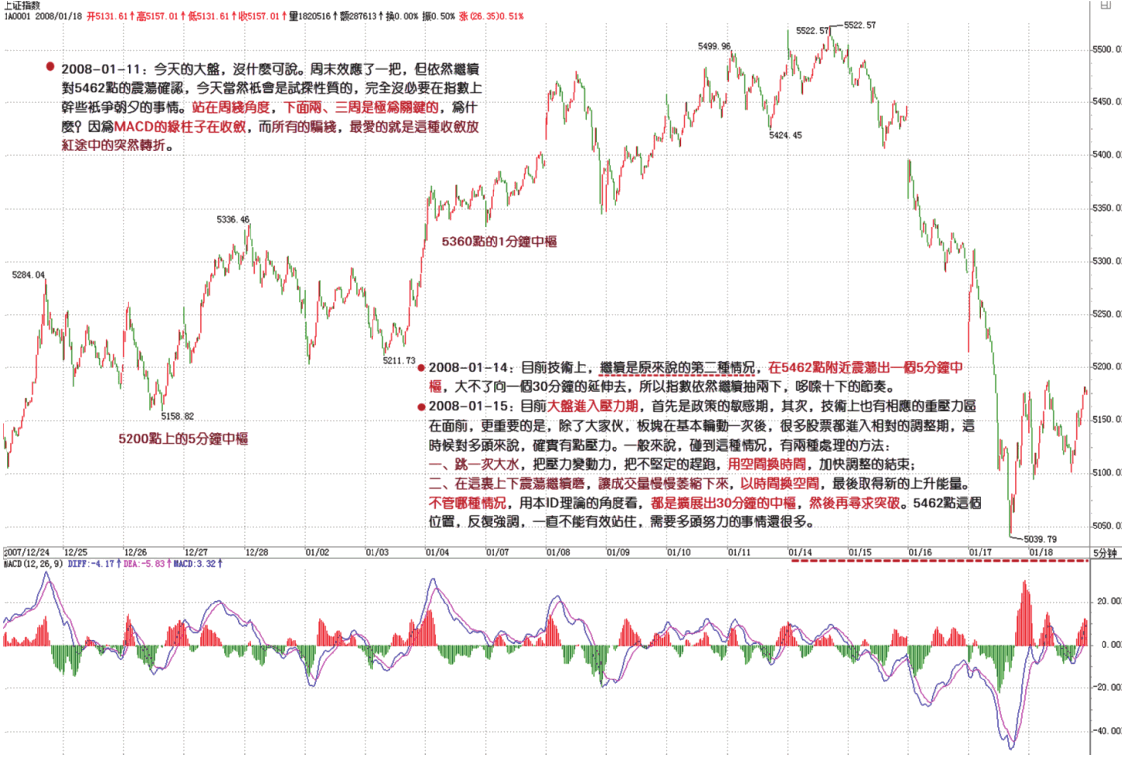 上证指数
1A0001 2008/01/18 开5131.61↑高5157.01↑低5131.61↑收5157.01↑量1820516↑额287613↑换0.00% 振0.50% 涨(26.35)0.51%
2008-01-11：今天的大盤，沒什麼可說。周末效應了一把，但依然繼續
對5462點的震蕩確認，今天當然衹會是試探性質的，完全沒必要在指數上
幹些衹爭朝夕的事情。站在周綫角度，下面兩、三周是極爲關鍵的，爲什
麽？因爲MACD的綠柱子在收斂，而所有的騙綫，最愛的就是這種收斂放
紅途中的突然轉折。
5522.57
5522.57
5499.96
5424.45
5336.46
5284.04
5360點的1分鐘中樞
5211.73
5158.82
5200點上的5分鐘中樞
2008-01-14：目前技術上，繼續是原來說的第二種情況，在5462點附近震蕩出一個5分鐘中
樞，大不了向一個30分鐘的延伸去，所以指數依然繼續抽兩下，哆嗦十下的節奏。
2008-01-15：目前大盤進入壓力期，首先是政策的敏感期，其次，技術上也有相應的重壓力區
在面前，更重要的是，除了大家伙，板塊在基本輪動一次後，很多股票都進入相對的調整期，這
時候對多頭來說，確實有點壓力。一般來說，碰到這種情況，有兩種處理的方法：
一、跳一次大水，把壓力變動力，把不堅定的趕跑，用空間換時間，加快調整的結束；
二、在這裏上下震蕩繼續磨，讓成交量慢慢萎縮下來，以時間換空間，最後取得新的上升能量。
不管哪種情況，用本ID理論的角度看，都是擴展出30分鐘的中樞，然後再尋求突破。5462點這個
位置，反復強調，一直不能有效站住，需要多頭努力的事情還很多。
5039.79
5500.0
5450.0
5400.0
5350.0
5300.0
5250.0
5200.0
5150.0
5100.0
5050.0
2007/12/24 12/25 12/26 12/27 12/28 01/02 01/03 01/04 01/07 01/08 01/09 01/10 01/11 01/14 01/15 01/16 01/17 01/18 5分钟
MACD(12,26,9) DIFF:-4.17↑DEA:-5.83↑MACD:3.32↑
20.00
0.00
-20.00
-40.00